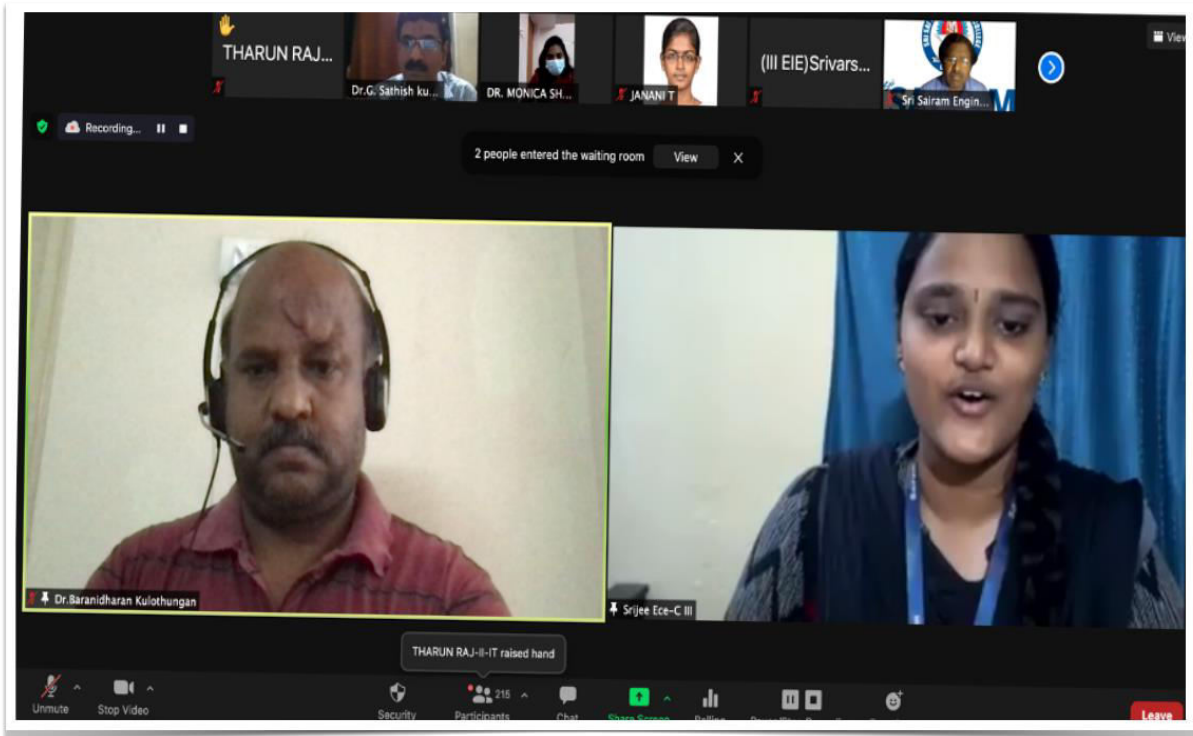 THARUN RAJ...
Dr.G. Sathish ku...
DR. MONICA SH...
JANANI T
(III EIE)Srivars...
Sri Sairam Engin...
View
Recording...
2 people entered the waiting room View
Dr.Baranidharan Kulothungan
Srijee Ece-C III
THARUN RAJ-II-IT raised hand
Unmute
Stop Video
Security
215
Participants
Chat
Share Screen
Polling
Leave